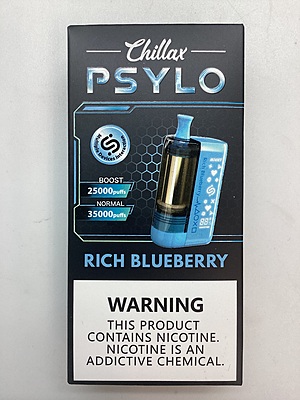 Chillax
PSYLO
BOOST
25000puffs
NORMAL
35000puffs
RICH BLUEBERRY
WARNING
THIS PRODUCT
CONTAINS NICOTINE.
NICOTINE IS AN
ADDICTIVE CHEMICAL.